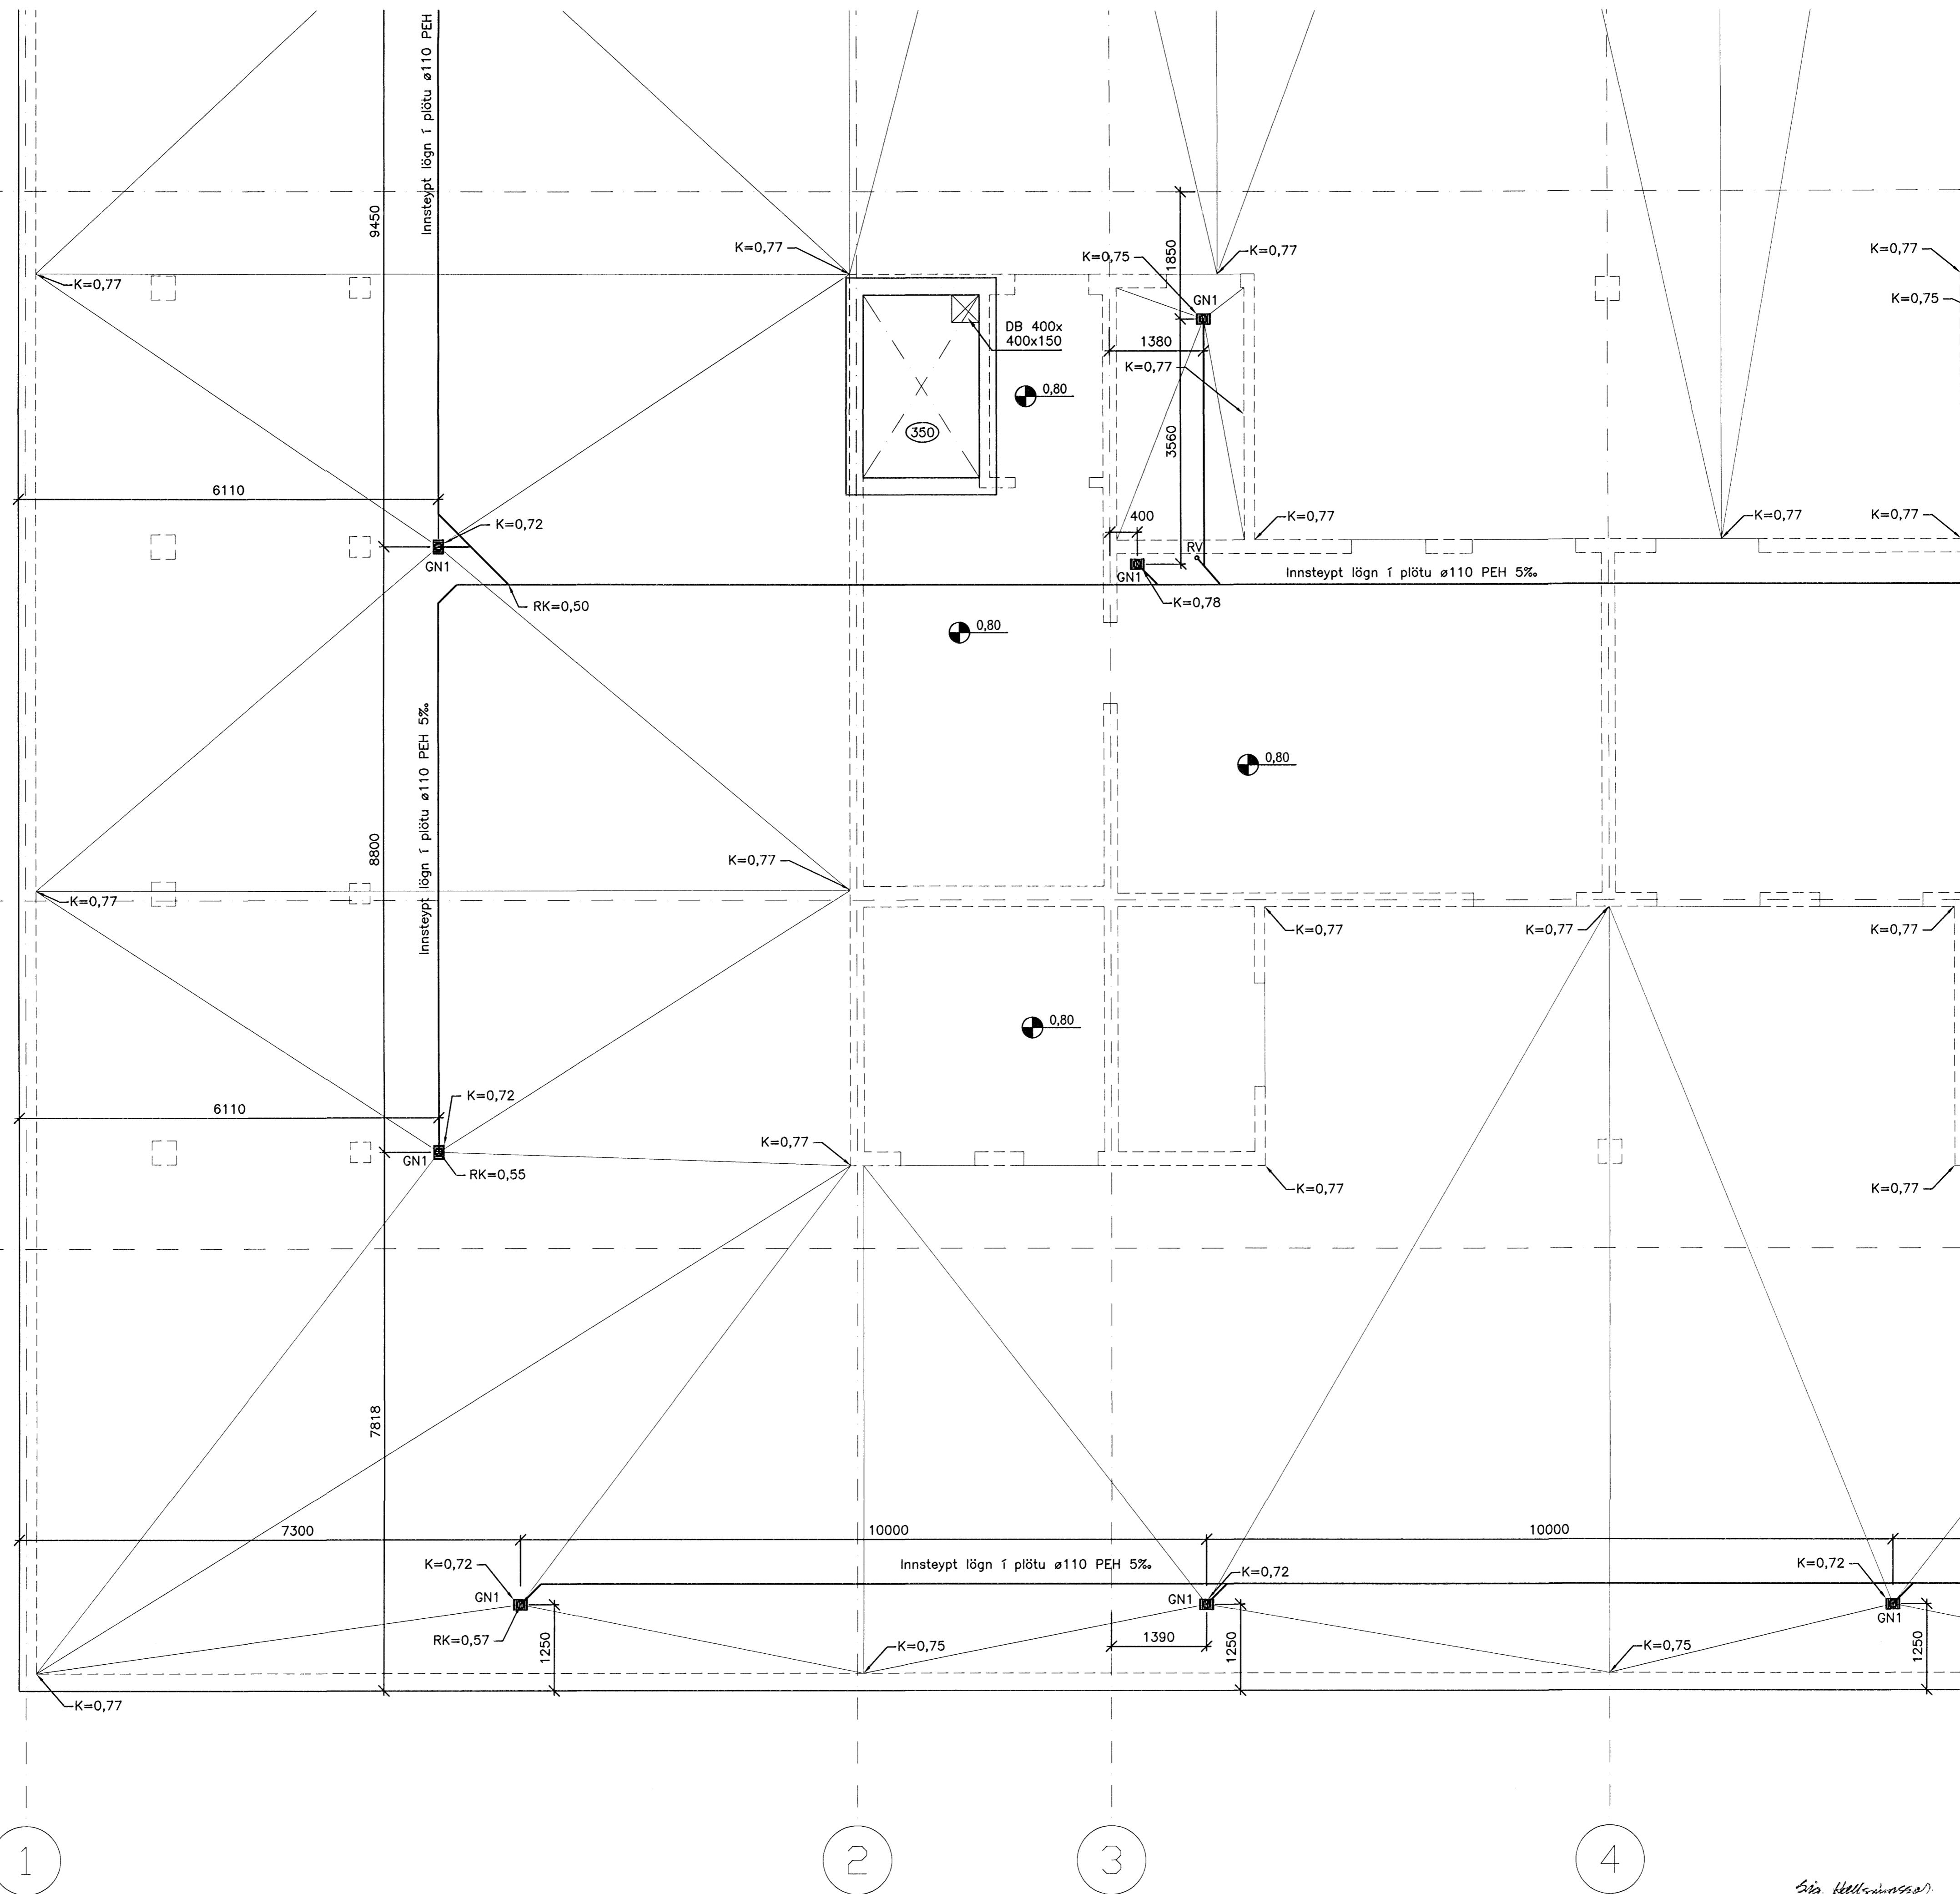 Innsteypt lögn í plötu ø110 PEH
9450
K=0,77
K=0,77
1850
K=0,75
K=0,77
K=0,77
K=0,77
K=0,75
GN1
DB 400x
400x150
1380
K=0,77
0,80
350
3560
6110
K=0,72
GN1
400
K=0,77
K=0,77
K=0,77
RV
GN1
Innsteypt lögn í plötu ø110 PEH 5‰
RK=0,50
K=0,78
0,80
Innsteypt lögn í plötu ø110 PEH 5‰
0,80
8800
K=0,77
K=0,77
K=0,77
K=0,77
K=0,77
0,80
K=0,72
6110
K=0,77
GN1
RK=0,55
K=0,77
K=0,77
7818
7300
10000
10000
Innsteypt lögn í plötu ø110 PEH 5‰
K=0,72
K=0,72
K=0,72
GN1
GN1
GN1
RK=0,57
1250
K=0,75
1390
1250
K=0,75
1250
K=0,77
1
2
3
4